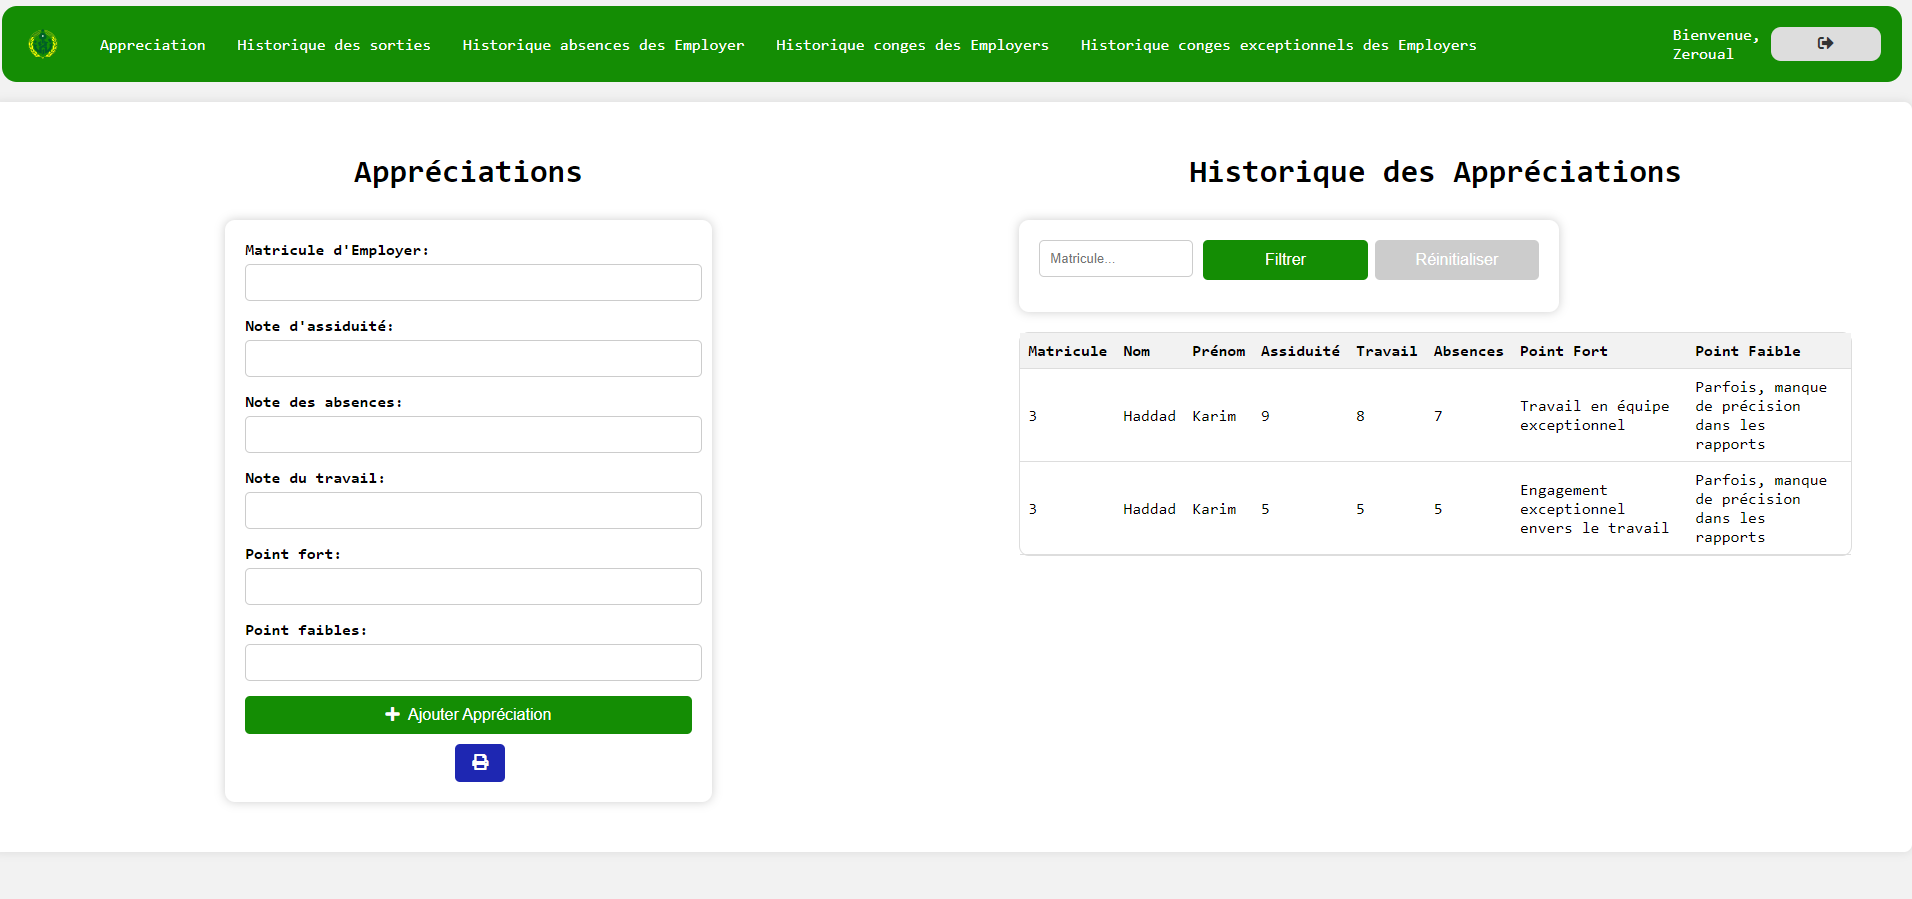 Appreciation
Historique des sorties
Historique absences des Employer
Historique conges des Employers
Historique conges exceptionnels des Employers
Bienvenue,
Zeroual
Appréciations
Matricule d'Employer:
Note d'assiduité:
Note des absences:
Note du travail:
Point fort:
Point faibles:
Ajouter Appréciation
Historique des Appréciations
Matricule...
Filtrer
Réinitialiser
Matricule Nom Prénom Assiduité Travail Absences Point Fort Point Faible
3 Haddad Karim 9 8 7
Travail en équipe
exceptionnel
Parfois, manque
de précision
dans les
rapports
3 Haddad Karim 5 5 5
Engagement
exceptionnel
envers le travail
Parfois, manque
de précision
dans les
rapports